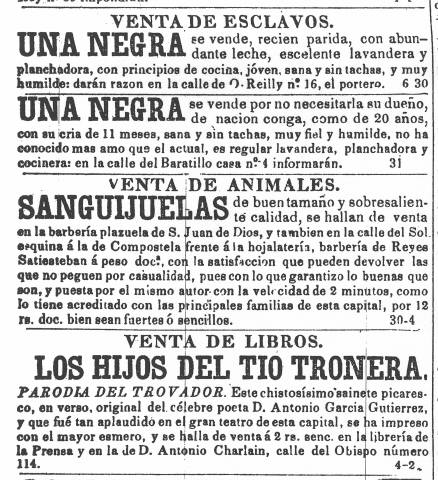 VENTA DE ESCLAVOS.
UNA NEGRA se vende, recien parida, con abun-
dante leche, escelente lavandera y
planchadora, con principios de cocina, jóven, sana y sin tachas, y muy
humilde: darán razon en la calle de O-Reilly nº 16, el portero. 6 30
UNA NEGRA se vende por no necesitarla su dueño,
de nacion conga, como de 20 años,
con su cria de 11 meses, sana y sin tachas, muy fiel y humilde, no ha
conocido mas amo que el actual, es regular lavandera, planchadora y
cocinera: en la calle del Baratillo casa nº 4 informarán. 31
VENTA DE ANIMALES.
SANGUIJUELAS de buen tamaño y sobresalien-
te calidad, se hallan de venta
en la barbería plazuela de S. Juan de Dios, y tambien en la calle del Sol
esquina á la de Compostela frente á la hojalatería, barbería de Reyes
Satiesteban á peso docª, con la satisfaccion que pueden devolver las
que no peguen por casualidad, pues con lo que garantizo lo buenas que
son, y puesta por el mismo autor con la velocidad de 2 minutos, como
lo tiene acreditado con las principales familias de esta capital, por 12
rs. doc. bien sean fuertes ó sencillos. 30-4
VENTA DE LIBROS.
LOS HIJOS DEL TIO TRONERA.
PARODIA DEL TROVADOR. Este chistosísimo sainete picares-
co, en verso, original del célebre poeta D. Antonio Garcia Gutierrez,
y que fué tan aplaudido en el gran teatro de esta capital, se ha impreso
con el mayor esmero, y se halla de venta á 2 rs. senc. en la librería de
la Prensa y en la de D. Antonio Charlain, calle del Obispo número
114. 4-2